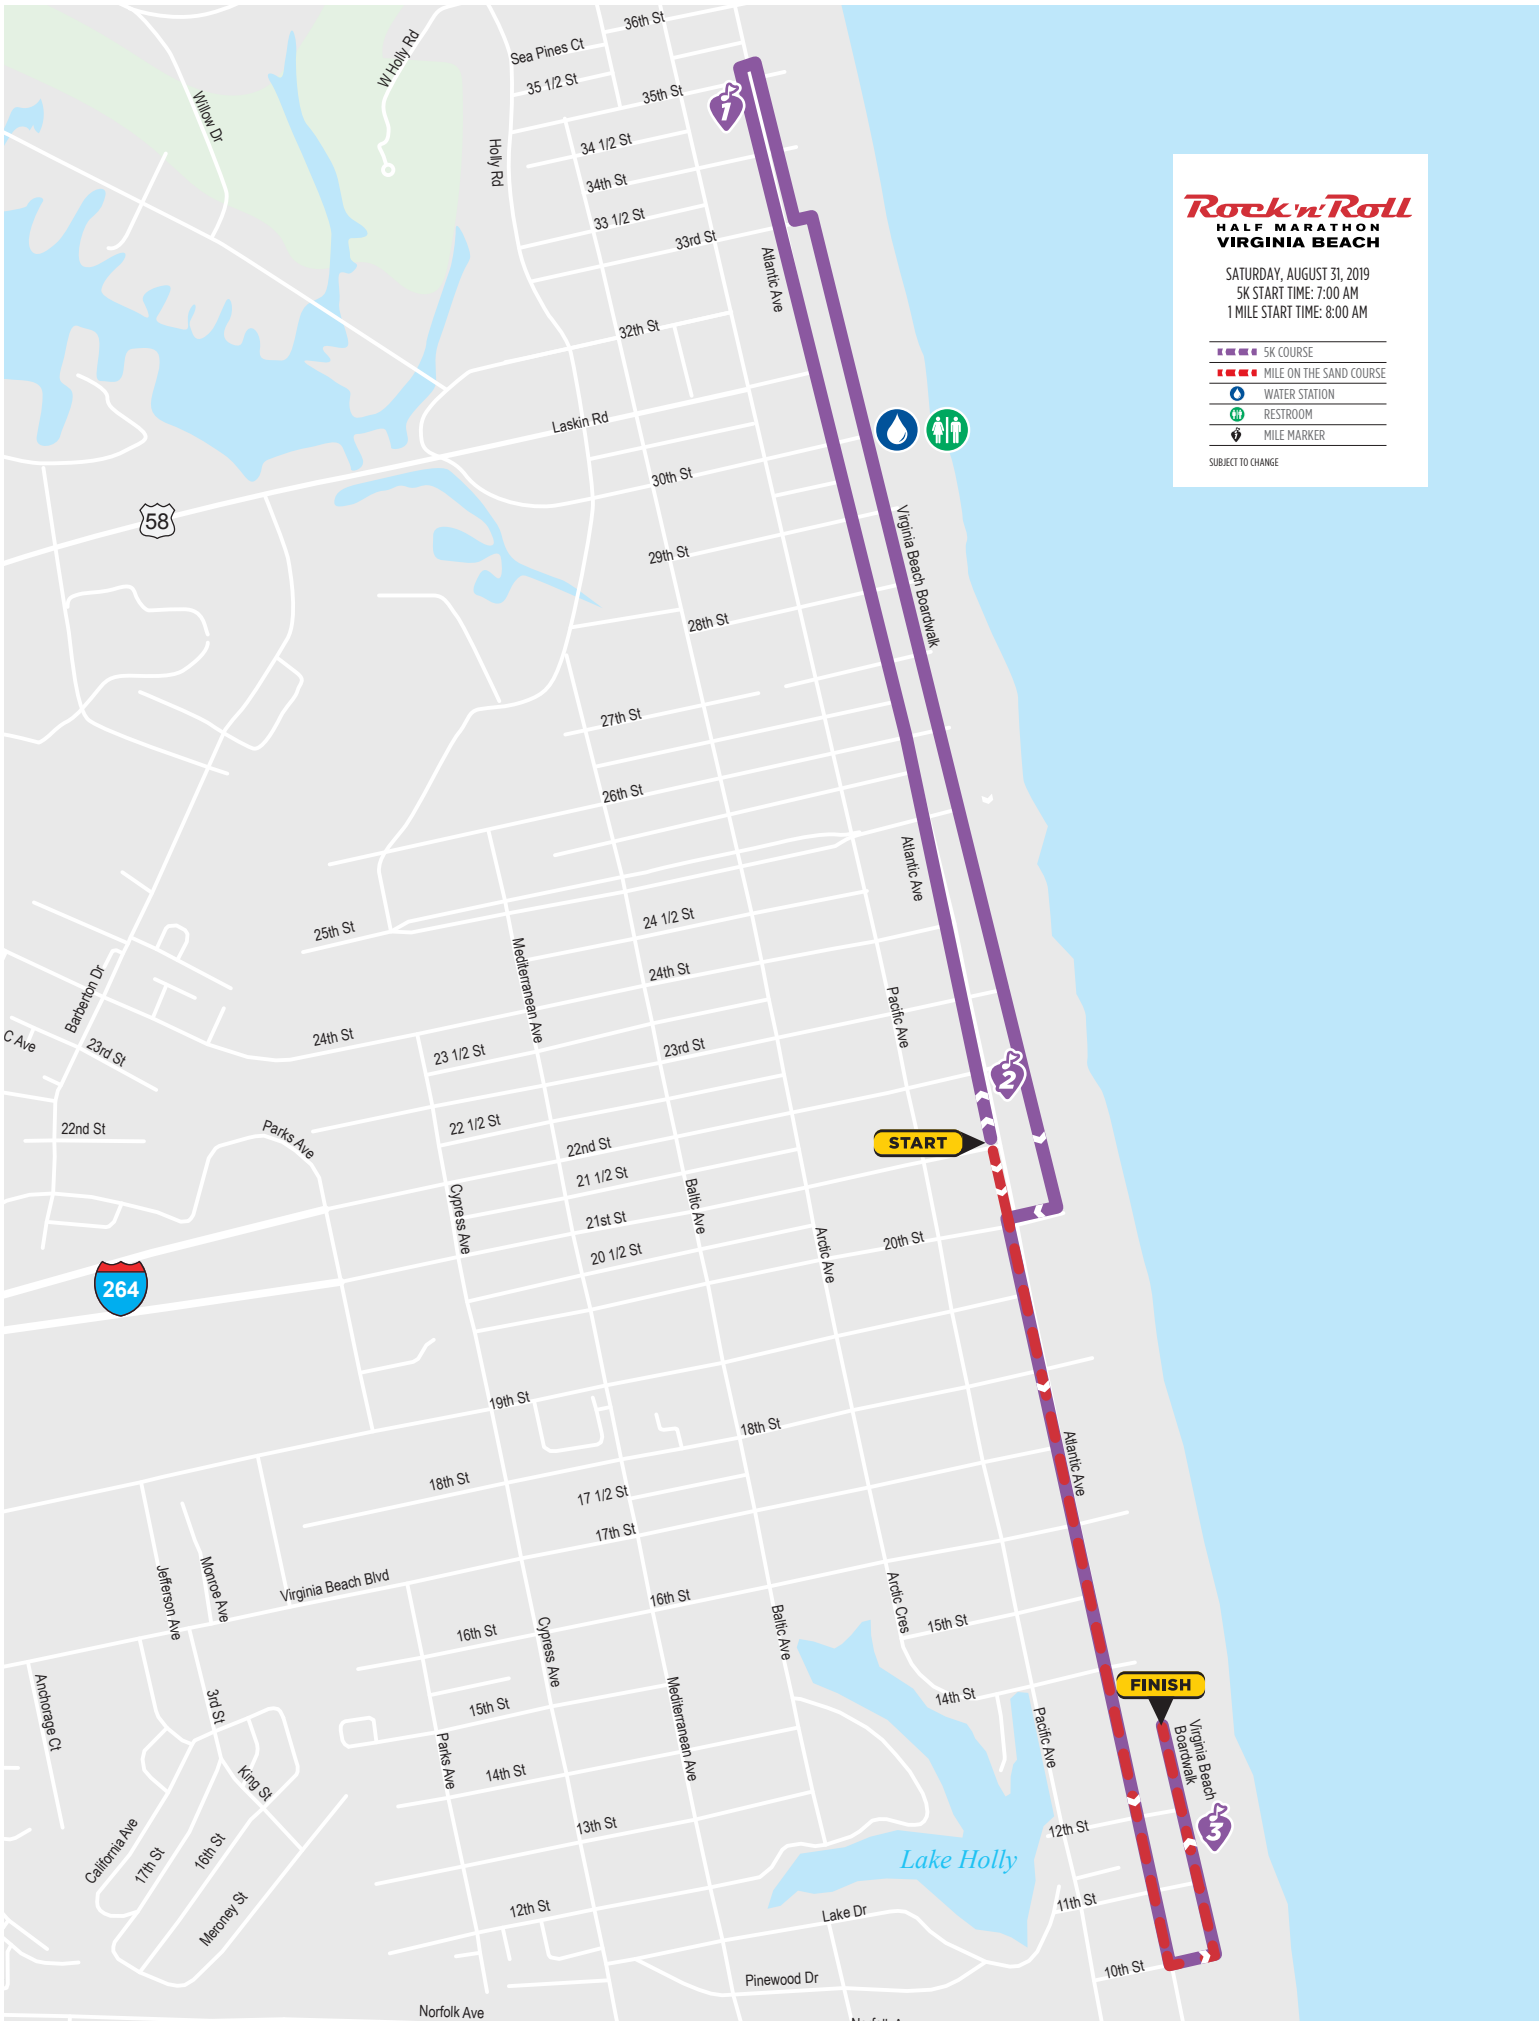 36th St
Sea Pines Ct
35 1/2 St
35th St
W Holly Rd
Willow Dr
Holly Rd
1
34 1/2 St
34th St
33 1/2 St
33rd St
Atlantic Ave
32th St
Laskin Rd
30th St
29th St
28th St
27th St
26th St
58
Virginia Beach Boardwalk
Rock 'n' Roll
HALF MARATHON
VIRGINIA BEACH
SATURDAY, AUGUST 31, 2019
5K START TIME: 7:00 AM
1 MILE START TIME: 8:00 AM
5K COURSE
MILE ON THE SAND COURSE
WATER STATION
RESTROOM
MILE MARKER
SUBJECT TO CHANGE
Atlantic Ave
25th St
24 1/2 St
24th St
Mediterranean Ave
Barberton Dr
C Ave
23rd St
24th St
23 1/2 St
23rd St
Pacific Ave
2
22nd St
Parks Ave
22 1/2 St
22nd St
START
21 1/2 St
Cypress Ave
21st St
Baltic Ave
20 1/2 St
20th St
Arctic Ave
264
19th St
18th St
18th St
Atlantic Ave
17 1/2 St
17th St
Jefferson Ave
Monroe Ave
Virginia Beach Blvd
16th St
16th St
Cypress Ave
Baltic Ave
Arctic Cres
15th St
Anchorage Ct
3rd St
15th St
Mediterranean Ave
14th St
Pacific Ave
FINISH
Virginia Beach
Boardwalk
Parks Ave
King St
14th St
13th St
12th St
3
California Ave
17th St
16th St
Meroney St
Lake Holly
12th St
Lake Dr
11th St
10th St
Pinewood Dr
Norfolk Ave